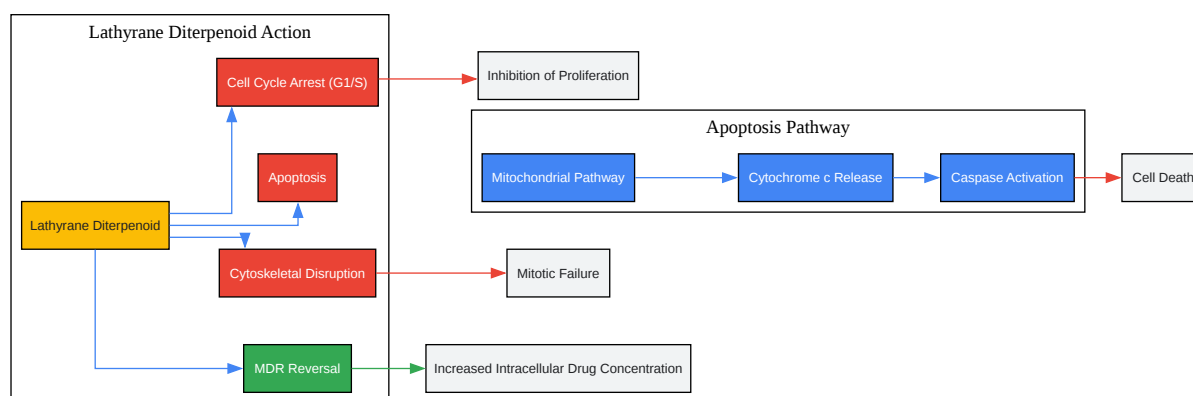 Lathyrane Diterpenoid Action
Cell Cycle Arrest (G1/S)
Inhibition of Proliferation
Apoptosis Pathway
Apoptosis
Mitochondrial Pathway
Cytochrome c Release
Caspase Activation
Cell Death
Lathyrane Diterpenoid
Cytoskeletal Disruption
Mitotic Failure
MDR Reversal
Increased Intracellular Drug Concentration